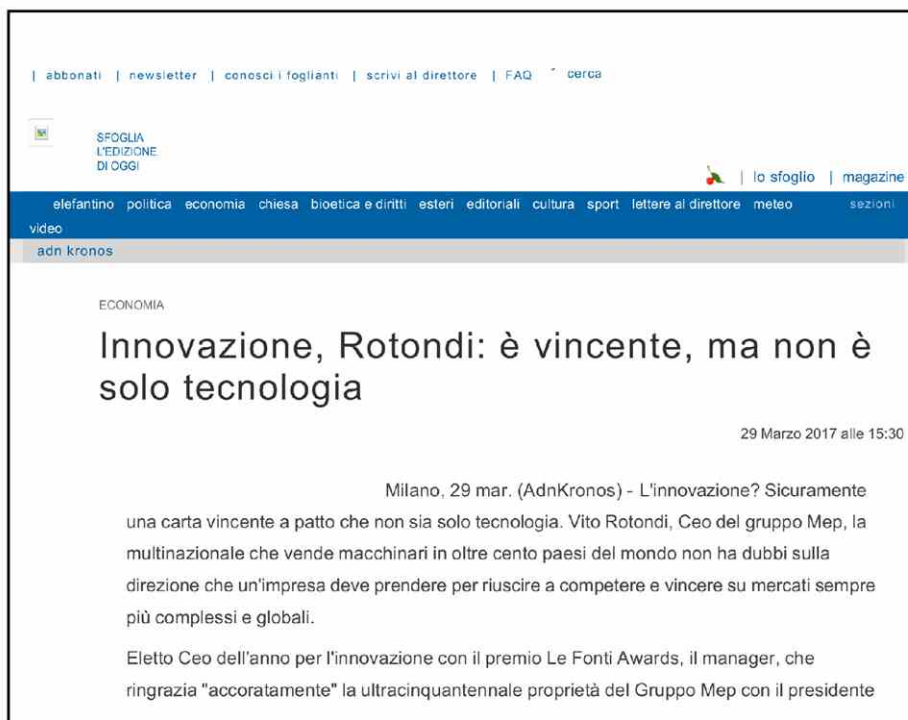 | abbonati | newsletter | conosci i foglianti | scrivi al direttore | FAQ cerca
SFOGLIA
L'EDIZIONE
DI OGGI
| lo sfoglio | magazine
elefantino politica economia chiesa bioetica e diritti esteri editoriali cultura sport lettere al direttore meteo sezioni
video
adn kronos
ECONOMIA
Innovazione, Rotondi: è vincente, ma non è
solo tecnologia
29 Marzo 2017 alle 15:30
Milano, 29 mar. (AdnKronos) - L'innovazione? Sicuramente
una carta vincente a patto che non sia solo tecnologia. Vito Rotondi, Ceo del gruppo Mep, la
multinazionale che vende macchinari in oltre cento paesi del mondo non ha dubbi sulla
direzione che un'impresa deve prendere per riuscire a competere e vincere su mercati sempre
più complessi e globali.
Eletto Ceo dell'anno per l'innovazione con il premio Le Fonti Awards, il manager, che
ringrazia "accoratamente" la ultracinquantennale proprietà del Gruppo Mep con il presidente